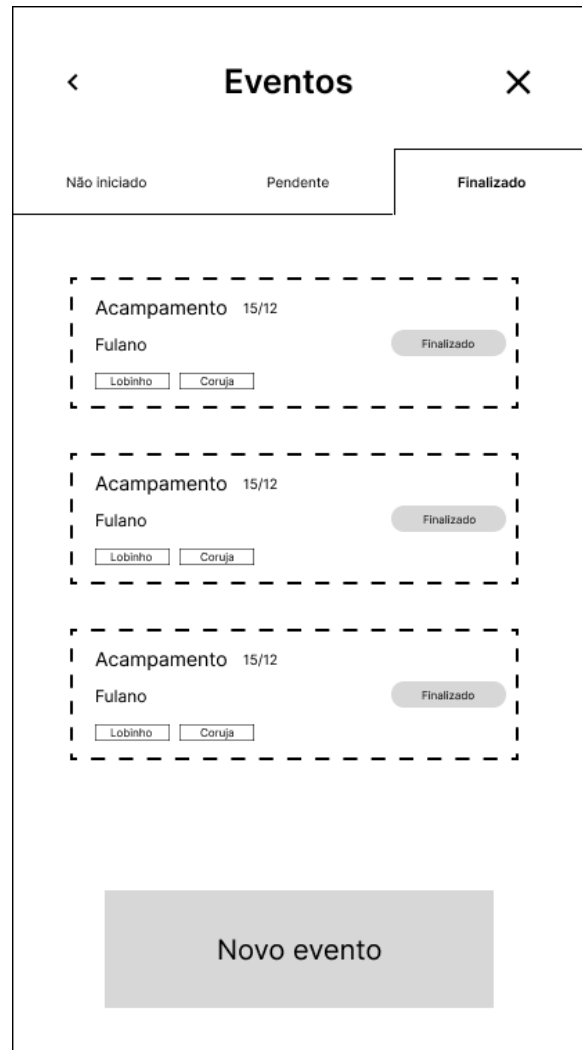 Eventos
Não iniciado Pendente Finalizado
Acampamento 15/12
Fulano Finalizado
Lobinho Coruja
Acampamento 15/12
Fulano Finalizado
Lobinho Coruja
Acampamento 15/12
Fulano Finalizado
Lobinho Coruja
Novo evento